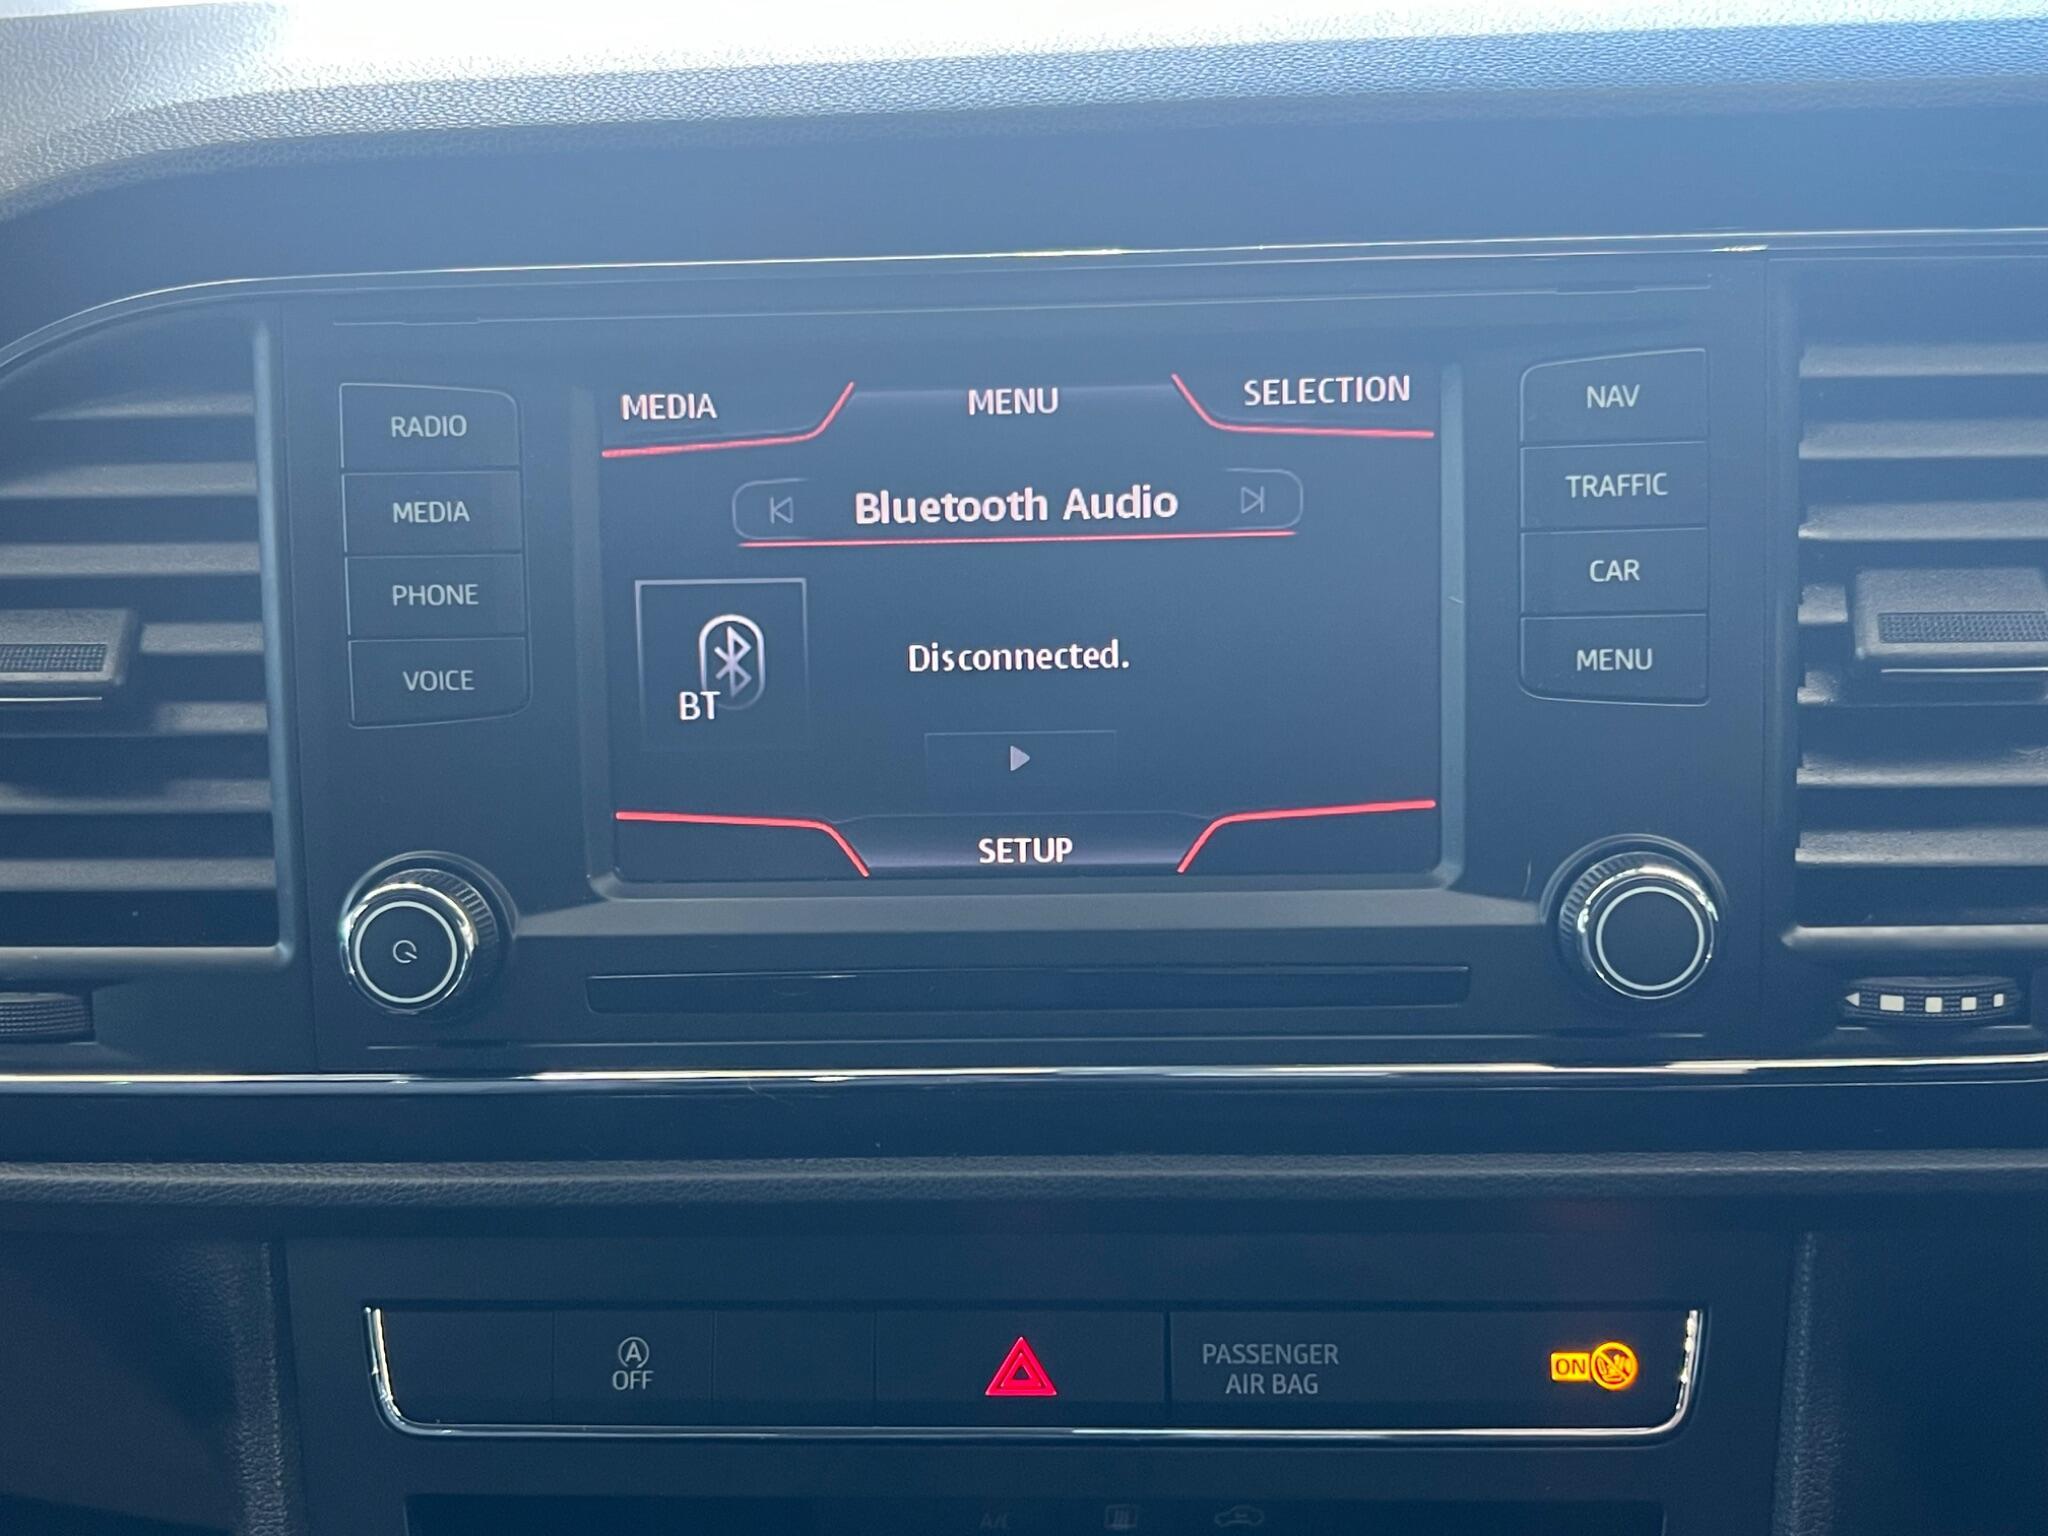 MEDIA
MENU
SELECTION
RADIO
MEDIA
PHONE
VOICE
Bluetooth Audio
BT
Disconnected.
SETUP
NAV
TRAFFIC
CAR
MENU
A
OFF
PASSENGER
AIR BAG
ON
A/C